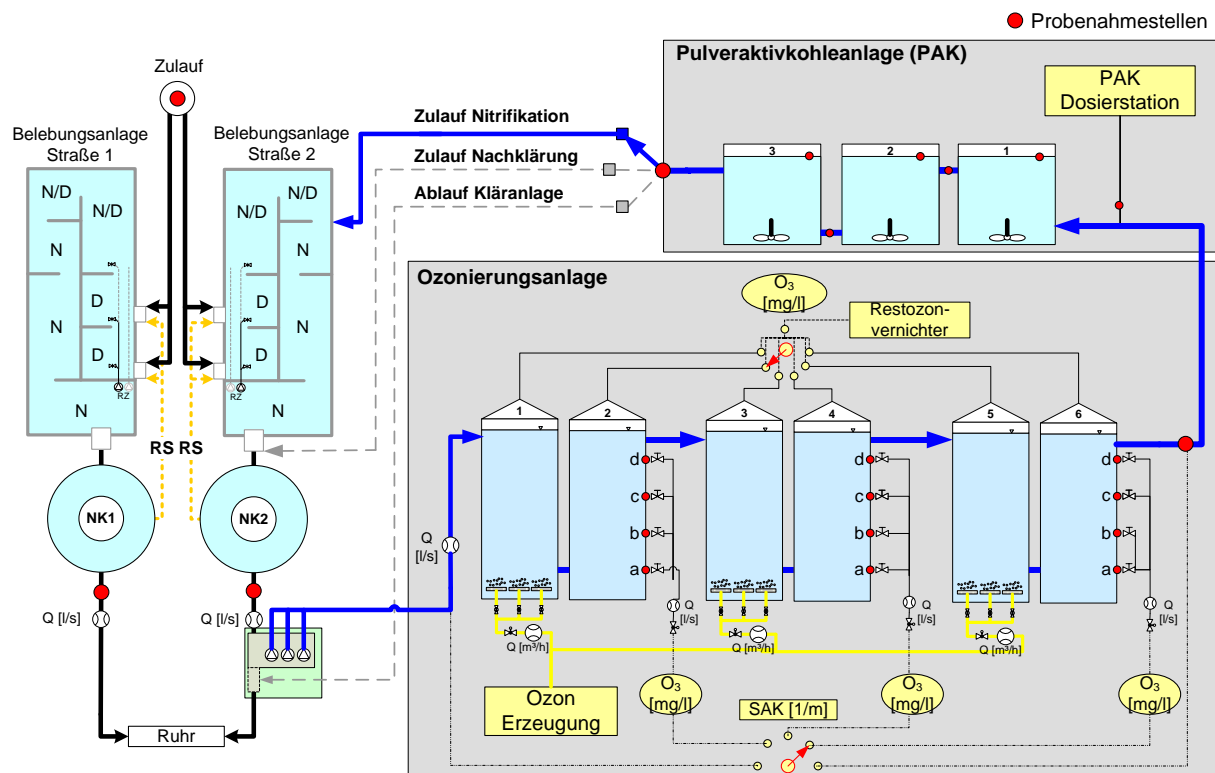 Probenahmestellen
Pulveraktivkohleanlage (PAK)
PAK
Dosierstation
3
2
1
Zulauf
Belebungsanlage
Straße 1
Belebungsanlage
Straße 2
Zulauf Nitrifikation
Zulauf Nachklärung
Ablauf Kläranlage
N/D
N/D
N
N
D
N
D
RZ
N
N/D
N/D
N
N
D
D
N
RZ
N
RS RS
NK1
NK2
Q [l/s]
Q [l/s]
Ruhr
Ozonierungsanlage
O3
[mg/l]
Restozon-
vernichter
1
2
3
4
5
6
d
c
b
a
d
c
b
a
d
c
b
a
Q
[l/s]
Q
[l/s]
Q
[l/s]
Q
[l/s]
Q [m³/h]
Q [m³/h]
Q [m³/h]
Ozon
Erzeugung
O3
[mg/l]
SAK [1/m]
O3
[mg/l]
O3
[mg/l]